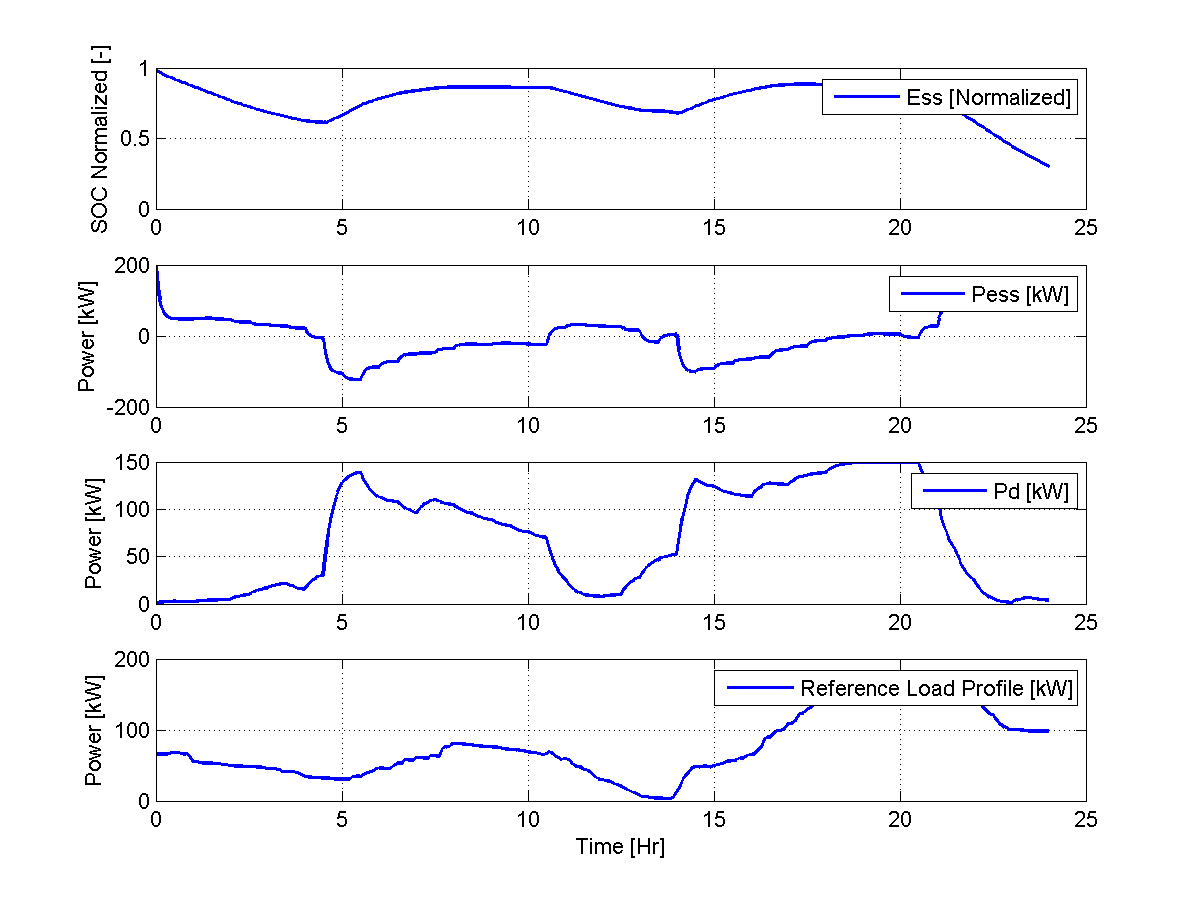 SOC Normalized [-]
1
0.5
0
Ess [Normalized]
0 5 10 15 20 25
Power [kW]
200
0
-200
Pess [kW]
0 5 10 15 20 25
Power [kW]
150
100
50
0
Pd [kW]
0 5 10 15 20 25
Power [kW]
200
100
0
Reference Load Profile [kW]
0 5 10 15 20 25
Time [Hr]